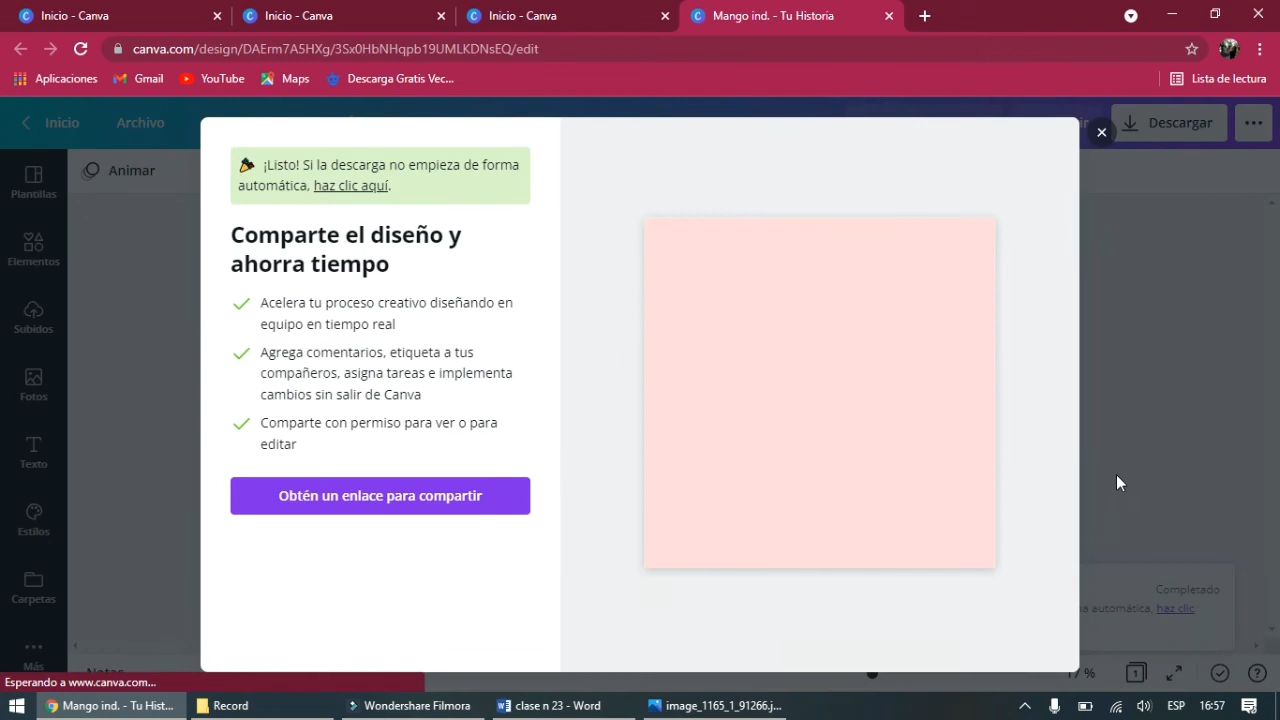 Inicio - Canva
Inicio - Canva
Inicio - Canva
Mango ind. - Tu Historia
canva.com/design/DAErm7A5HXg/3Sx0HbNHqpb19UMLKDNsEQ/edit
Aplicaciones
Gmail
YouTube
Maps
Descarga Gratis Vec...
Lista de lectura
Inicio
Archivo
Descargar
Animar
Plantillas
Elementos
Subidos
Fotos
Texto
Estilos
Carpetas
Más
¡Listo! Si la descarga no empieza de forma
automática, haz clic aquí.
Comparte el diseño y
ahorra tiempo
Acelera tu proceso creativo diseñando en
equipo en tiempo real
Agrega comentarios, etiqueta a tus
compañeros, asigna tareas e implementa
cambios sin salir de Canva
Comparte con permiso para ver o para
editar
Obtén un enlace para compartir
Completado
automática, haz clic
Notas
1
Esperando a www.canva.com...
Mango ind. - Tu Hist...
Record
Wondershare Filmora
clase n 23 - Word
image_1165_1_91266.j...
ESP
16:57